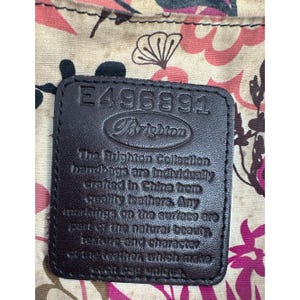 E496891
Brighton
The Brighton Collection
handbags are individually
crafted in China from
quality leathers. Any
markings on the surface are
part of the natural beauty,
texture and character
of the leather, which make
each bag unique.